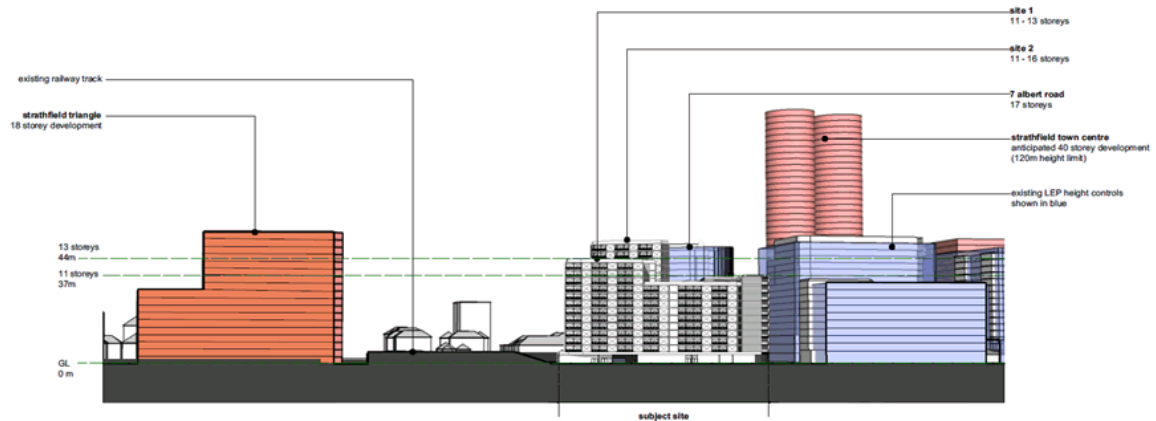 site 1
11 - 13 storeys
site 2
11 - 16 storeys
existing railway track
7 albert road
17 storeys
strathfield triangle
18 storey development
strathfield town centre
anticipated 40 storey development
(120m height limit)
existing LEP height controls
shown in blue
13 storeys
44m
11 storeys
37m
GL
0 m
subject site